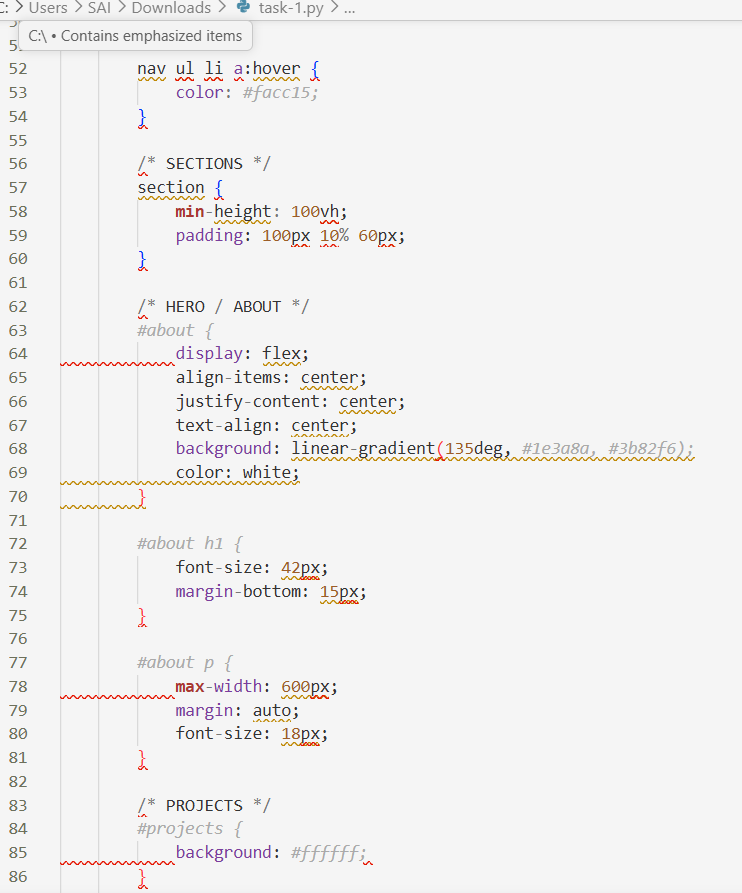 C: > Users > SAI > Downloads > task-1.py > ...
C:\ • Contains emphasized items
52 nav ul li a:hover {
53 color: #facc15;
54 }
55
56 /* SECTIONS */
57 section {
58 min-height: 100vh;
59 padding: 100px 10% 60px;
60 }
61
62 /* HERO / ABOUT */
63 #about {
64 display: flex;
65 align-items: center;
66 justify-content: center;
67 text-align: center;
68 background: linear-gradient(135deg, #1e3a8a, #3b82f6);
69 color: white;
70 }
71
72 #about h1 {
73 font-size: 42px;
74 margin-bottom: 15px;
75 }
76
77 #about p {
78 max-width: 600px;
79 margin: auto;
80 font-size: 18px;
81 }
82
83 /* PROJECTS */
84 #projects {
85 background: #ffffff;
86 }